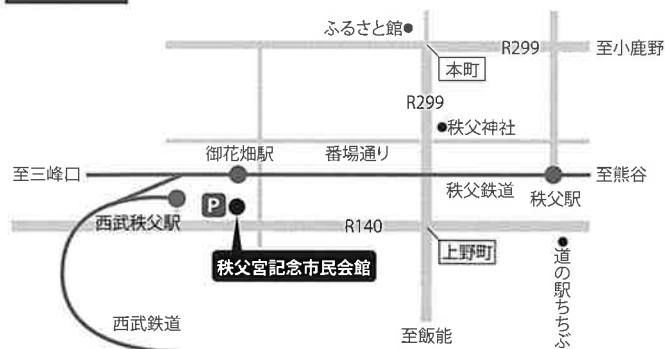 ふるさと館
R299
至小鹿野
本町
R299
秩父神社
御花畑駅
番場通り
至三峰口
至熊谷
秩父鉄道
秩父駅
P
西武秩父駅
R140
上野町
秩父宮記念市民会館
道の駅ちちぶ
西武鉄道
至飯能